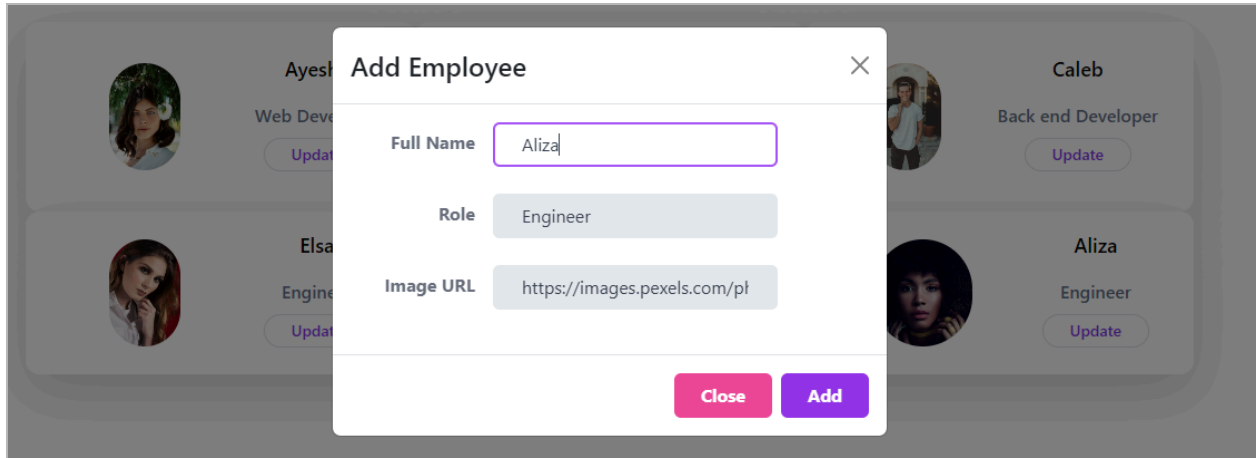 Add Employee
Full Name
Aliza
Role
Engineer
Image URL
https://images.pexels.com/pl
Close
Add
Ayesh
Web Deve
Updat
Caleb
Back end Developer
Update
Elsa
Engine
Updat
Aliza
Engineer
Update